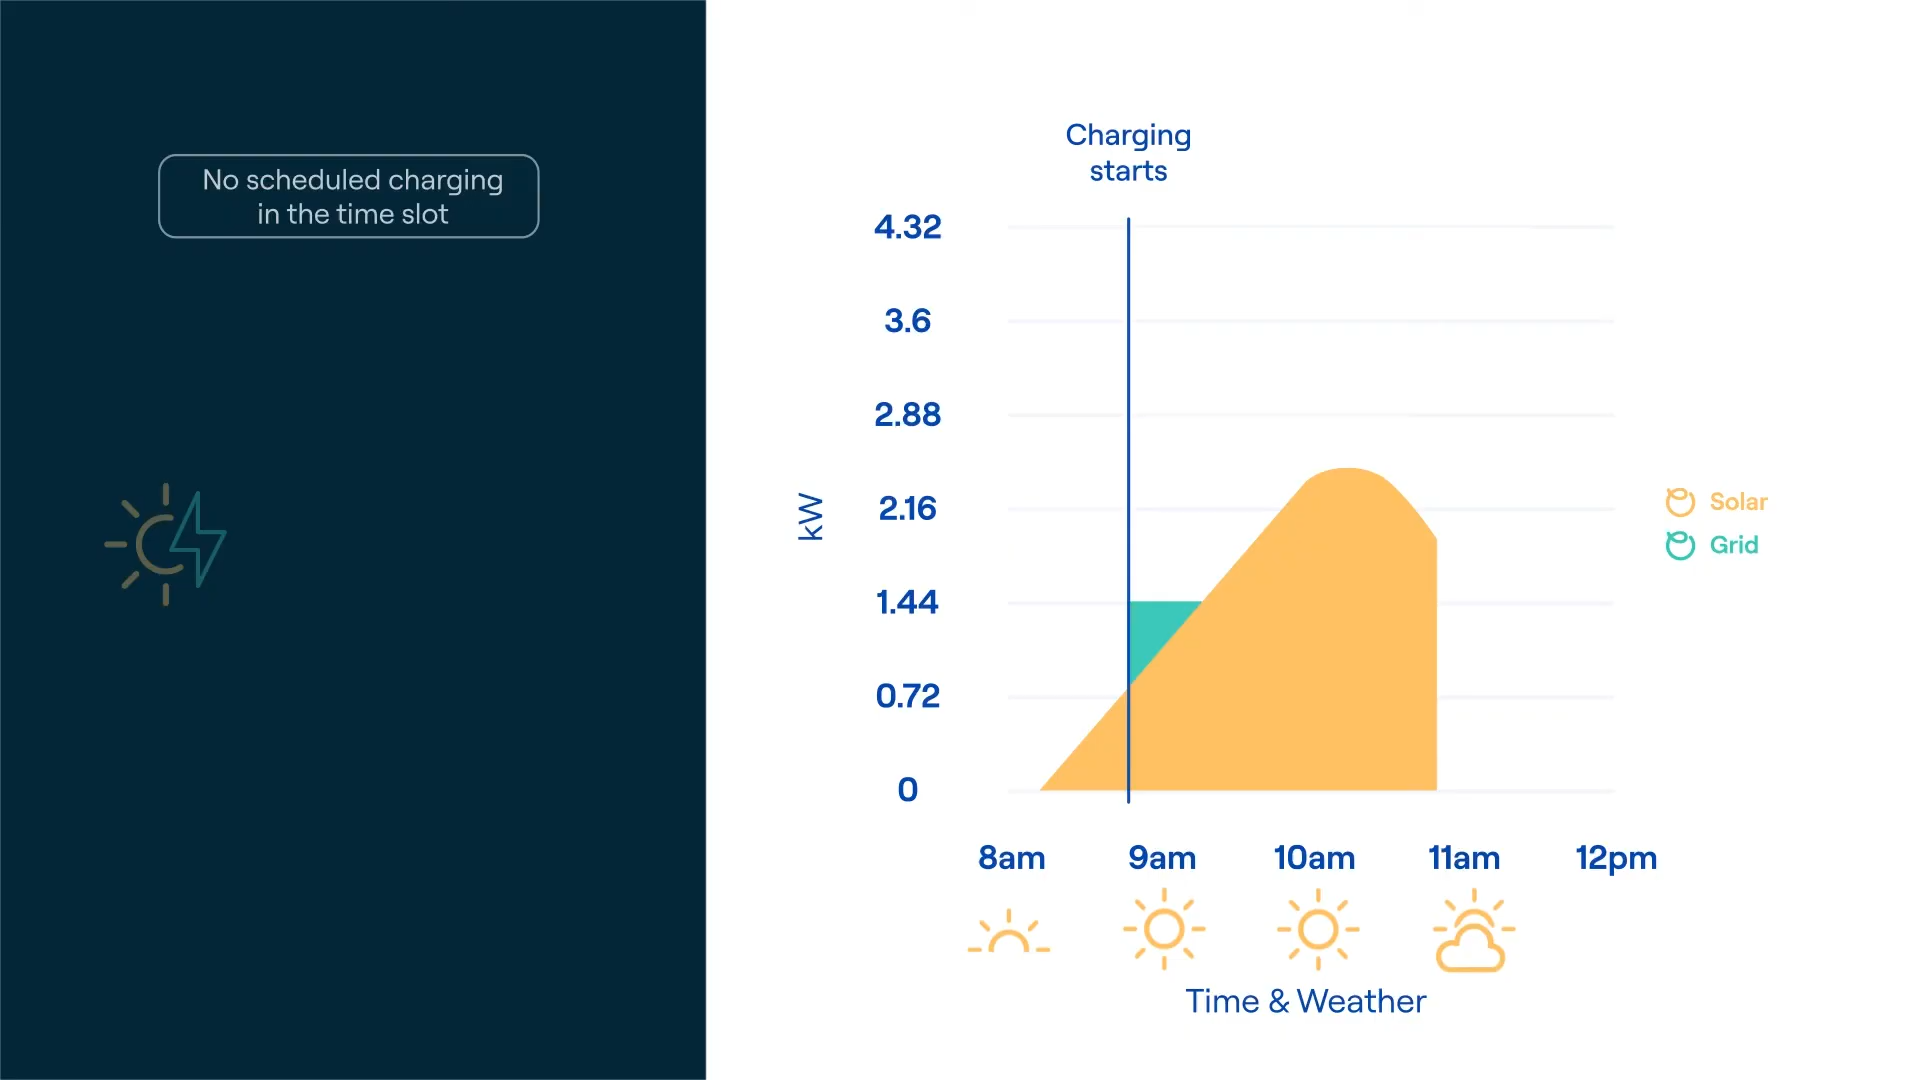 No scheduled charging
in the time slot
Charging
starts
4.32
3.6
2.88
2.16
1.44
0.72
0
kW
Solar
Grid
8am 9am 10am 11am 12pm
Time & Weather